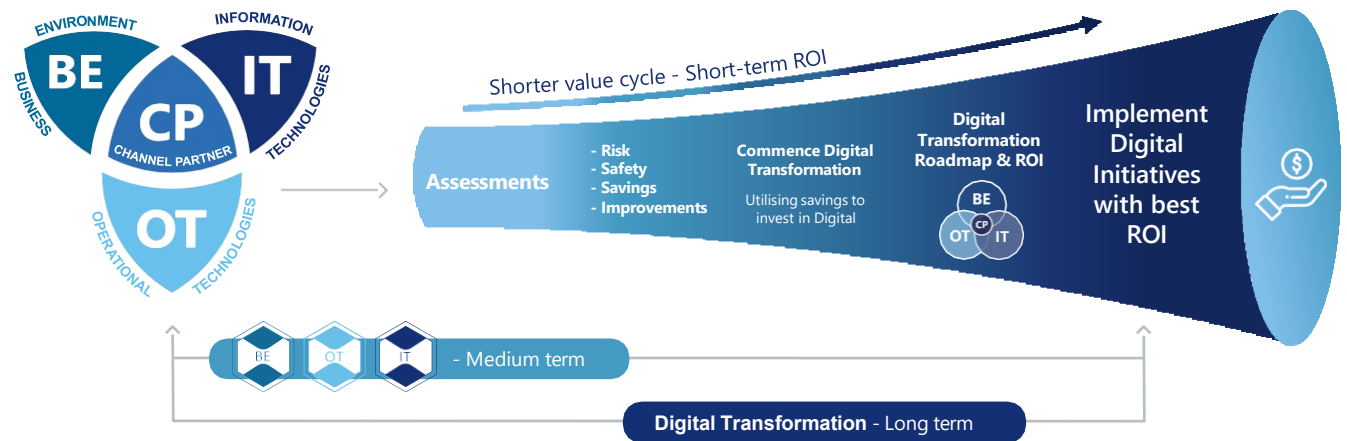 ENVIRONMENT
BUSINESS
BE
INFORMATION
TECHNOLOGIES
IT
CP
CHANNEL PARTNER
OT
OPERATIONAL
TECHNOLOGIES
Shorter value cycle - Short-term ROI
Assessments
- Risk
- Safety
- Savings
- Improvements
Commence Digital
Transformation
Utilising savings to
invest in Digital
Digital
Transformation
Roadmap & ROI
BE
CP
OT
IT
Implement
Digital
Initiatives
with best
ROI
$
BE
OT
IT
- Medium term
Digital Transformation - Long term